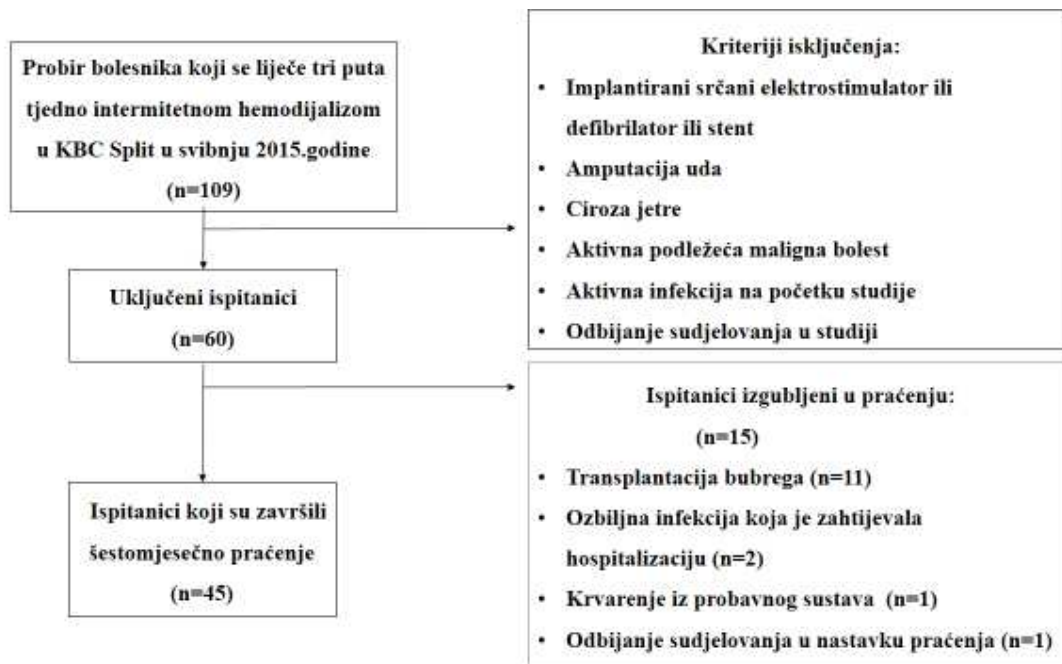 Probir bolesnika koji se liječe tri puta
tjedno intermitetnom hemodijalizom
u KBC Split u svibnju 2015.godine
(n=109)
Kriteriji isključenja:
• Implantirani srčani elektrostimulator ili
defibrilator ili stent
• Amputacija uda
• Ciroza jetre
• Aktivna podležeća maligna bolest
• Aktivna infekcija na početku studije
• Odbijanje sudjelovanja u studiji
Uključeni ispitanici
(n=60)
Ispitanici izgubljeni u praćenju:
(n=15)
• Transplantacija bubrega (n=11)
• Ozbiljna infekcija koja je zahtijevala
hospitalizaciju (n=2)
• Krvarenje iz probavnog sustava (n=1)
• Odbijanje sudjelovanja u nastavku praćenja (n=1)
Ispitanici koji su završili
šestomjesečno praćenje
(n=45)